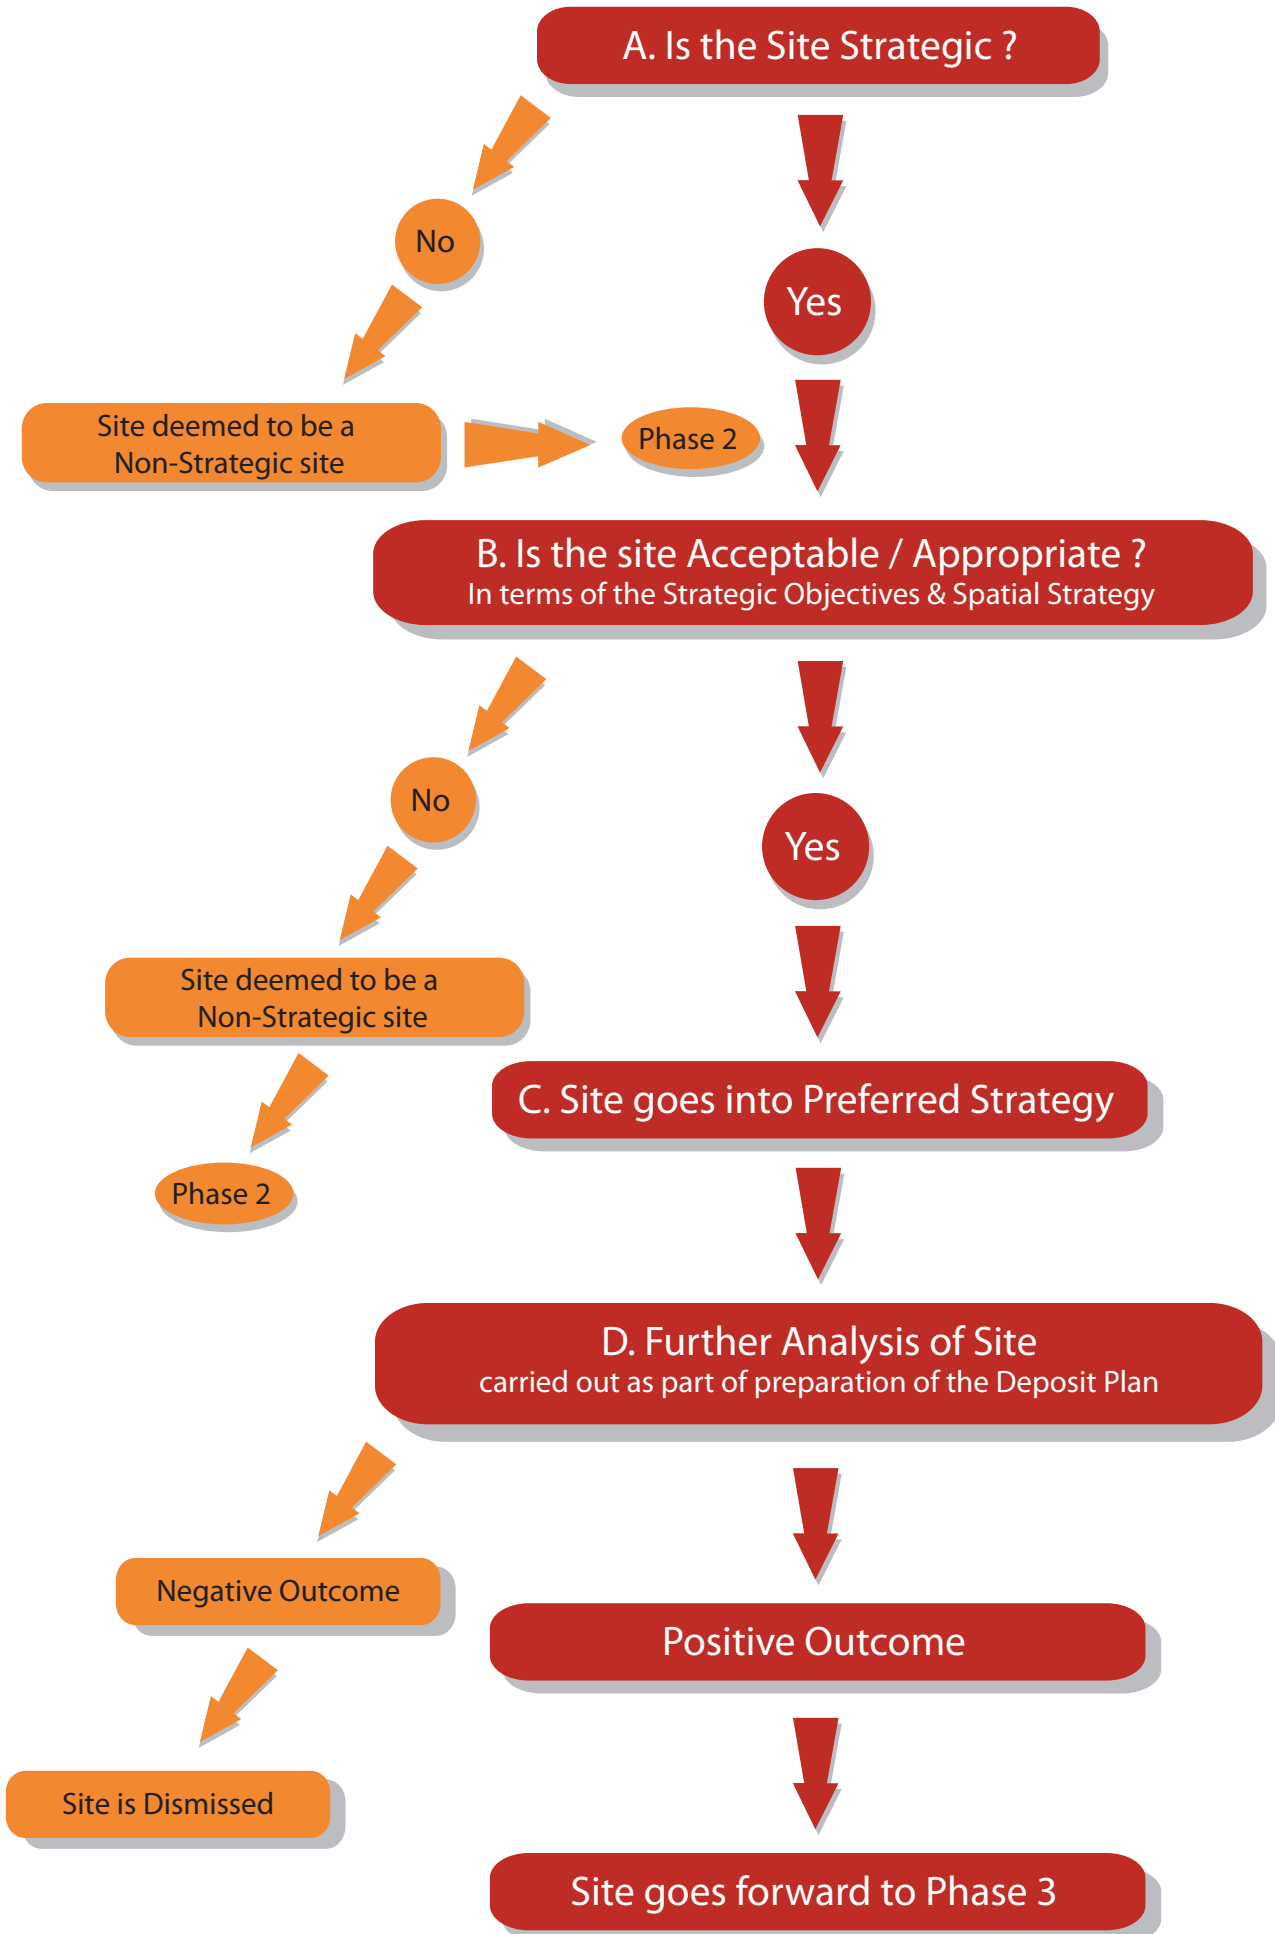 A. Is the Site Strategic ?
No
Yes
Site deemed to be a
Non-Strategic site
Phase 2
B. Is the site Acceptable / Appropriate ?
In terms of the Strategic Objectives & Spatial Strategy
No
Yes
Site deemed to be a
Non-Strategic site
C. Site goes into Preferred Strategy
Phase 2
D. Further Analysis of Site
carried out as part of preparation of the Deposit Plan
Negative Outcome
Positive Outcome
Site is Dismissed
Site goes forward to Phase 3